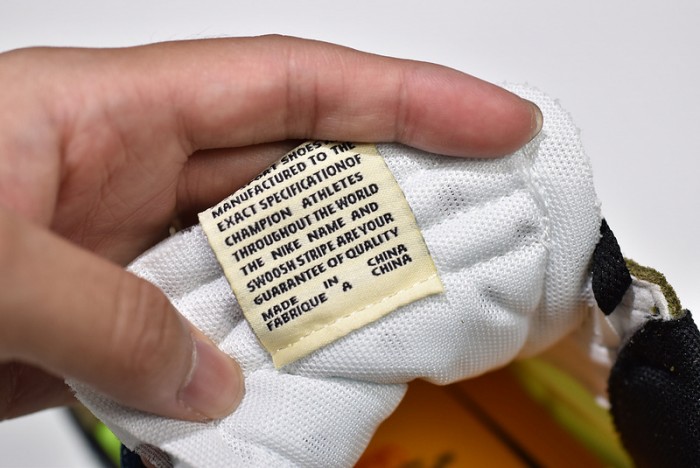 SHOES
MANUFACTURED TO THE
EXACT SPECIFICATION OF
CHAMPION ATHLETES
THROUGHOUT THE WORLD
THE NIKE NAME AND
SWOOSH STRIPE ARE YOUR
GUARANTEE OF QUALITY
MADE IN CHINA
FABRIQUE A CHINA